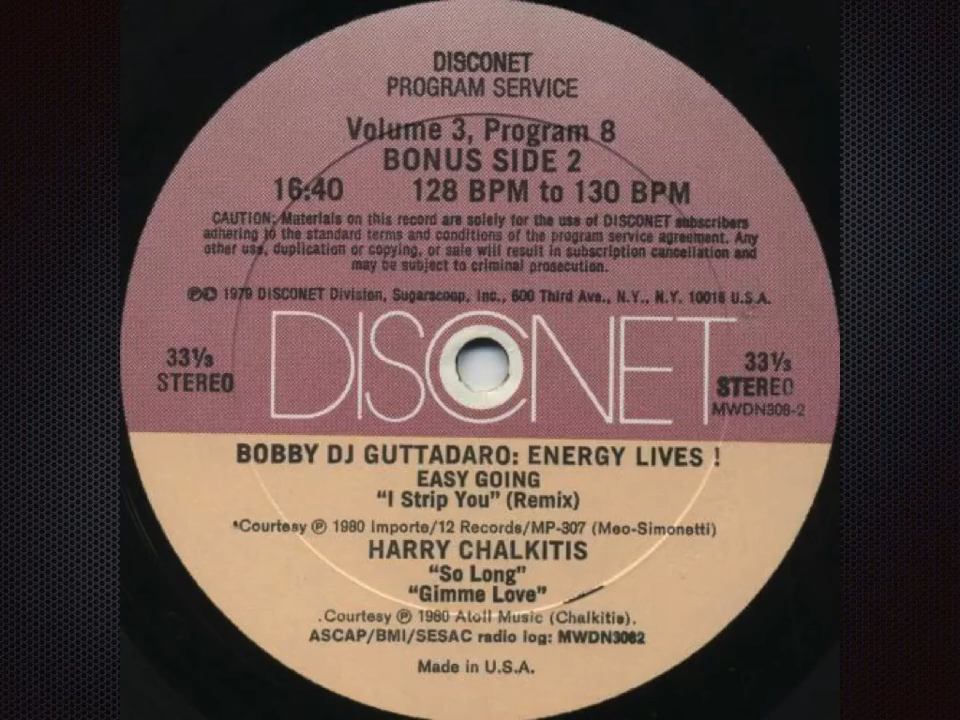 DISCONET
PROGRAM SERVICE
Volume 3, Program 8
BONUS SIDE 2
16:40 128 BPM to 130 BPM
CAUTION: Materials on this record are solely for the use of DISCONET subscribers
adhering to the standard terms and conditions of the program service agreement. Any
other use, duplication or copying, or sale will result in subscription cancellation and
may be subject to criminal prosecution.
℗© 1979 DISCONET Division, Sugarscoop, Inc., 600 Third Ave., N.Y., N.Y. 10016 U.S.A.
DISCONET
33⅓ STEREO
33⅓ STEREO
MWDN308-2
BOBBY DJ GUTTADARO: ENERGY LIVES !
EASY GOING
“I Strip You” (Remix)
*Courtesy ℗ 1980 Importe/12 Records/MP-307 (Meo-Simonetti)
HARRY CHALKITIS
“So Long”
“Gimme Love”
.Courtesy ℗ 1980 Atoll Music (Chalkitis).
ASCAP/BMI/SESAC radio log: MWDN3082
Made in U.S.A.